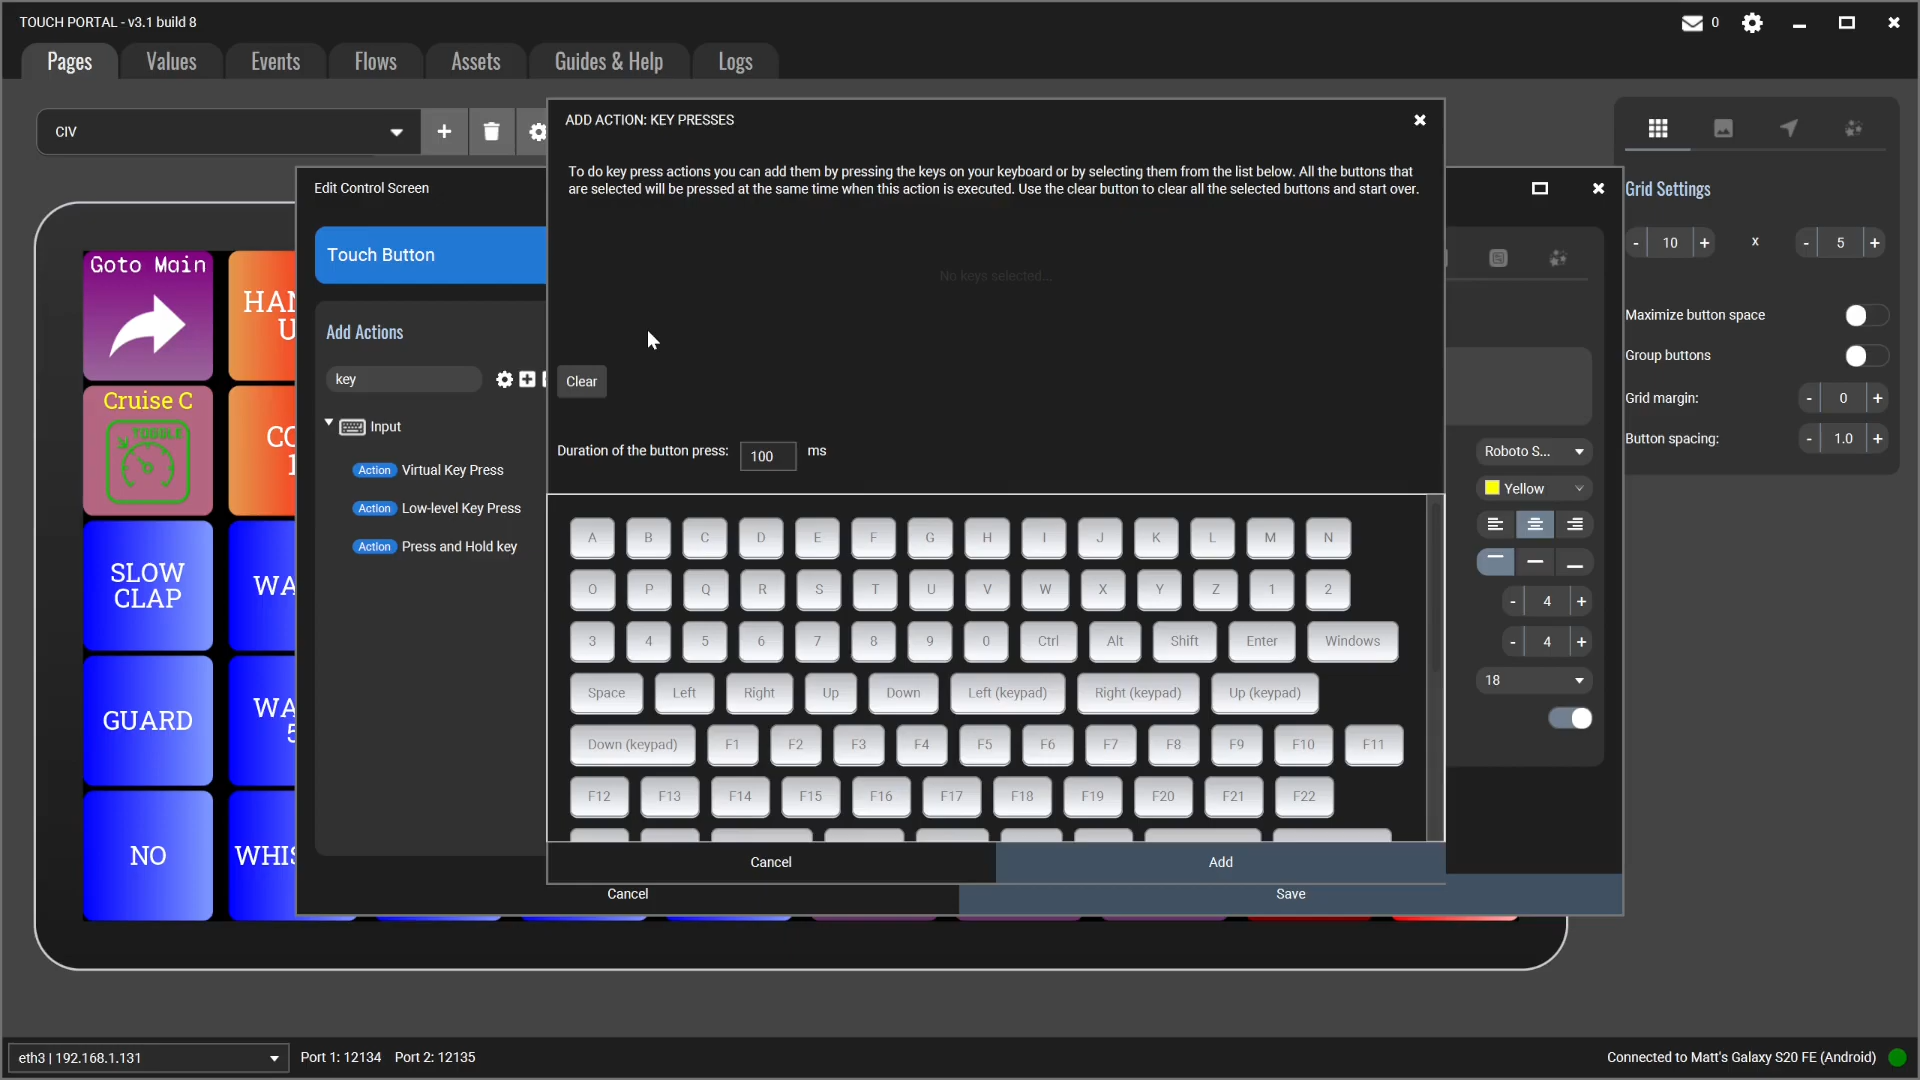 TOUCH PORTAL - v3.1 build 8
0
Pages
Values
Events
Flows
Assets
Guides & Help
Logs
CIV
ADD ACTION: KEY PRESSES
To do key press actions you can add them by pressing the keys on your keyboard or by selecting them from the list below. All the buttons that
are selected will be pressed at the same time when this action is executed. Use the clear button to clear all the selected buttons and start over.
No keys selected...
Clear
Duration of the button press: 100 ms
A B C D E F G H I J K L M N
O P Q R S T U V W X Y Z 1 2
3 4 5 6 7 8 9 0 Ctrl Alt Shift Enter Windows
Space Left Right Up Down Left (keypad) Right (keypad) Up (keypad)
Down (keypad) F1 F2 F3 F4 F5 F6 F7 F8 F9 F10 F11
F12 F13 F14 F15 F16 F17 F18 F19 F20 F21 F22
Cancel
Add
Edit Control Screen
Touch Button
Add Actions
key
Input
Action Virtual Key Press
Action Low-level Key Press
Action Press and Hold key
Cancel
Save
Roboto S...
Yellow
- 4 +
- 4 +
18
Goto Main
Cruise C
TOGGLE
SLOW
CLAP
GUARD
NO
Grid Settings
- 10 + x - 5 +
Maximize button space
Group buttons
Grid margin: - 0 +
Button spacing: - 1.0 +
eth3 | 192.168.1.131
Port 1: 12134 Port 2: 12135
Connected to Matt's Galaxy S20 FE (Android)